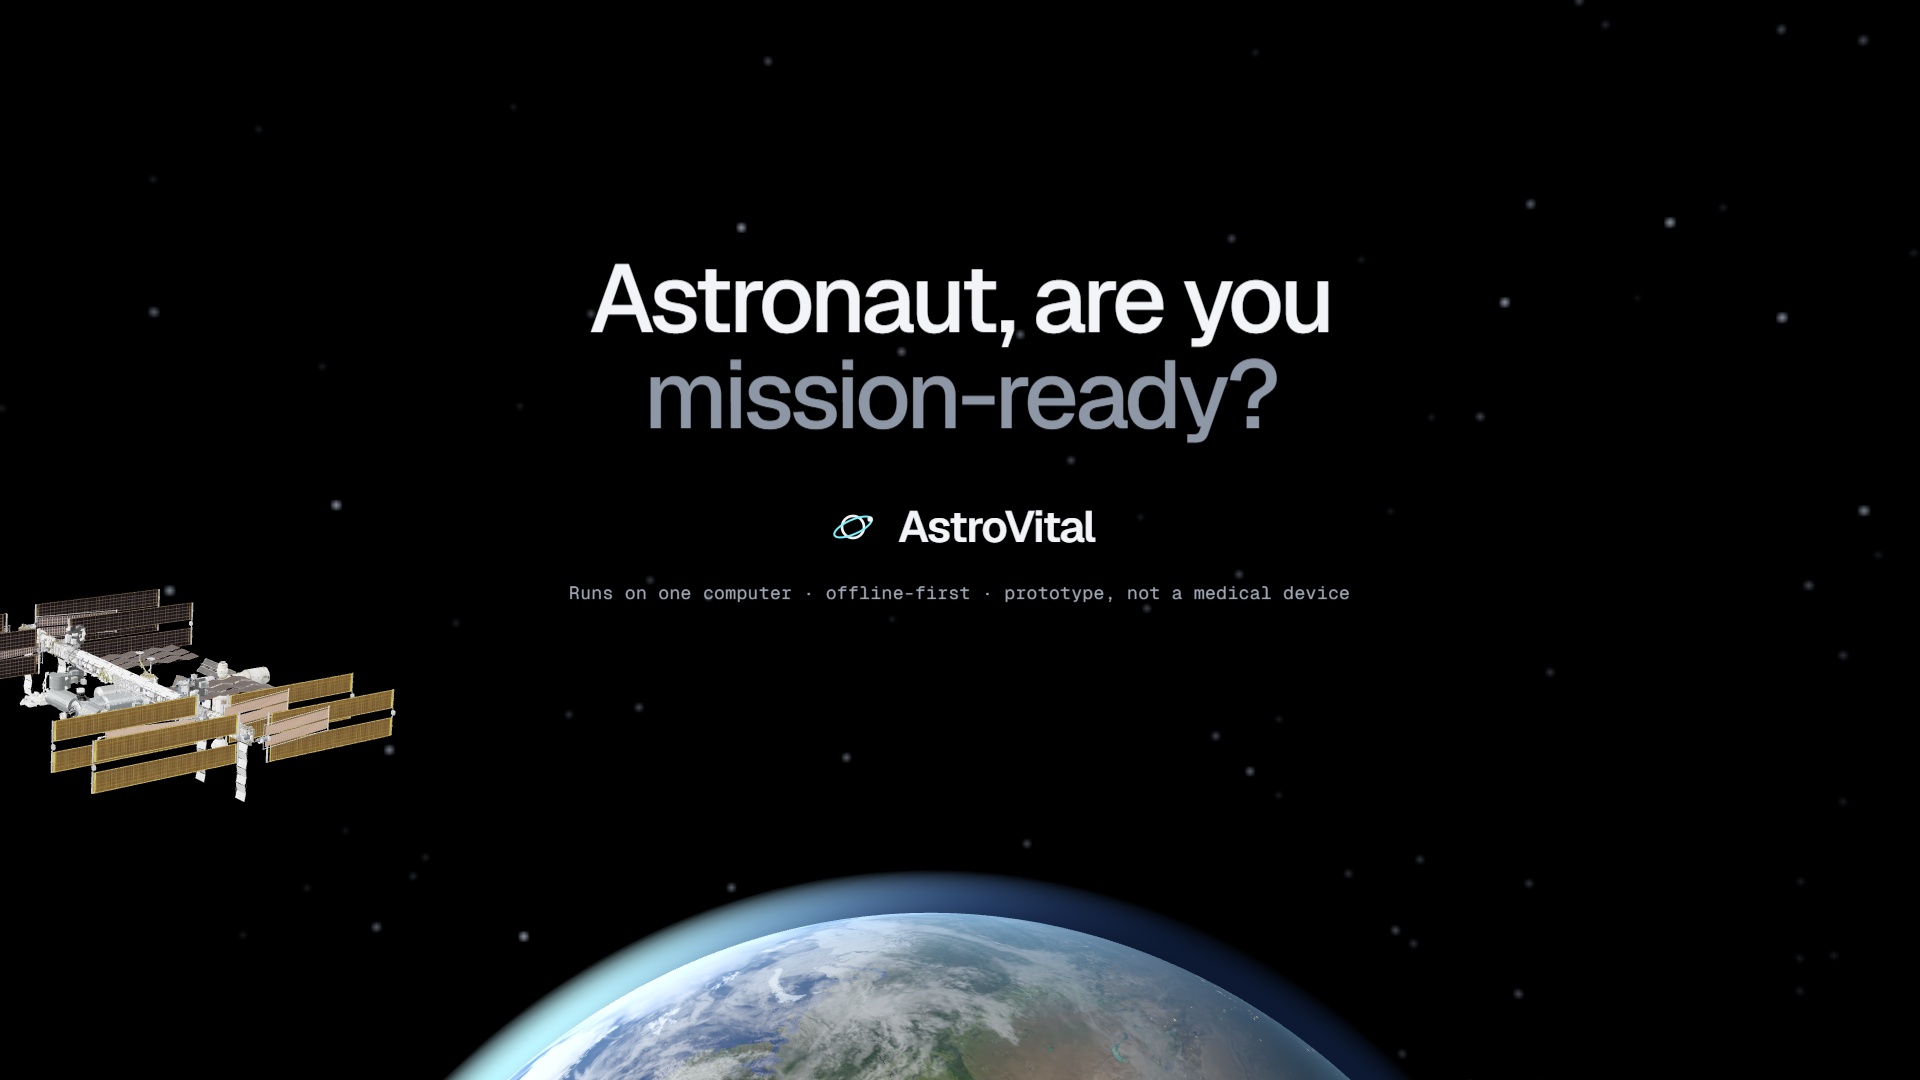 Astronaut, are you
mission-ready?
AstroVital
Runs on one computer · offline-first · prototype, not a medical device